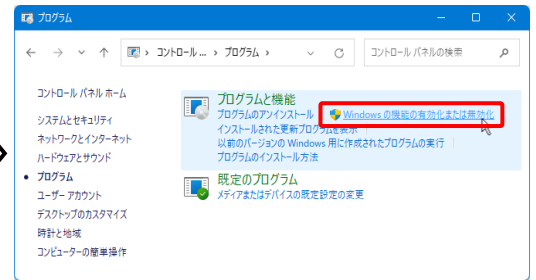 プログラム
コントロール ... › プログラム ›
コントロール パネルの検索
コントロール パネル ホーム
システムとセキュリティ
ネットワークとインターネット
ハードウェアとサウンド
プログラム
ユーザー アカウント
デスクトップのカスタマイズ
時計と地域
コンピューターの簡単操作
プログラムと機能
プログラムのアンインストール
Windows の機能の有効化または無効化
インストールされた更新プログラムを表示
以前のバージョンの Windows 用に作成されたプログラムの実行
プログラムのインストール方法
既定のプログラム
メディアまたはデバイスの既定設定の変更